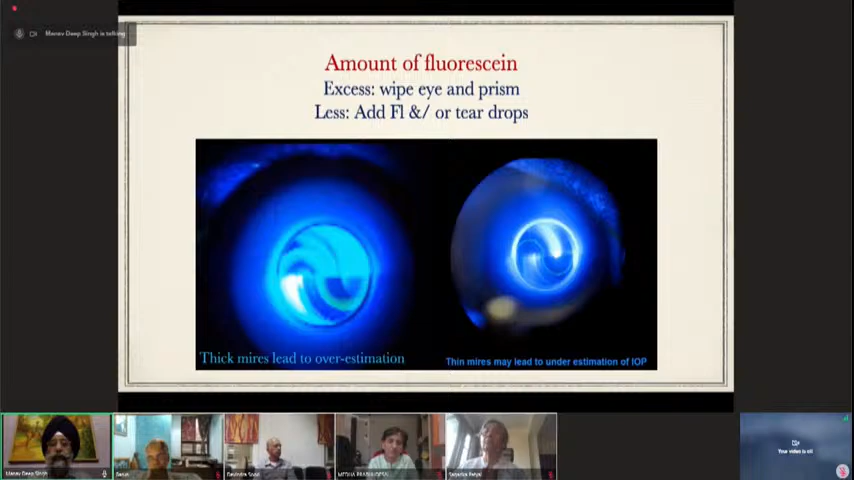 Manav Deep Singh is talking
Amount of fluorescein
Excess: wipe eye and prism
Less: Add Fl &/ or tear drops
Thick mires lead to over-estimation
Thin mires may lead to under estimation of IOP
Manav Deep Singh
Devindra Sood
Your video is off